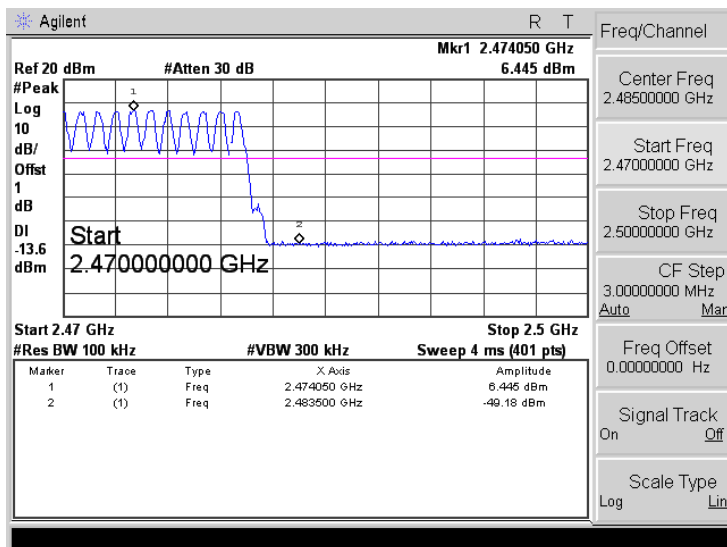 Agilent R T
Mkr1 2.474050 GHz
Ref 20 dBm #Atten 30 dB 6.445 dBm
#Peak
Log
10
dB/
Offst
1
dB
DI
-13.6
dBm
1
2
Start
2.470000000 GHz
Start 2.47 GHz Stop 2.5 GHz
#Res BW 100 kHz #VBW 300 kHz Sweep 4 ms (401 pts)
Marker Trace Type X Axis Amplitude
1 (1) Freq 2.474050 GHz 6.445 dBm
2 (1) Freq 2.483500 GHz -49.18 dBm
Freq/Channel
Center Freq
2.48500000 GHz
Start Freq
2.47000000 GHz
Stop Freq
2.50000000 GHz
CF Step
3.00000000 MHz
Auto Mar
Freq Offset
0.00000000 Hz
Signal Track
On Off
Scale Type
Log Lin